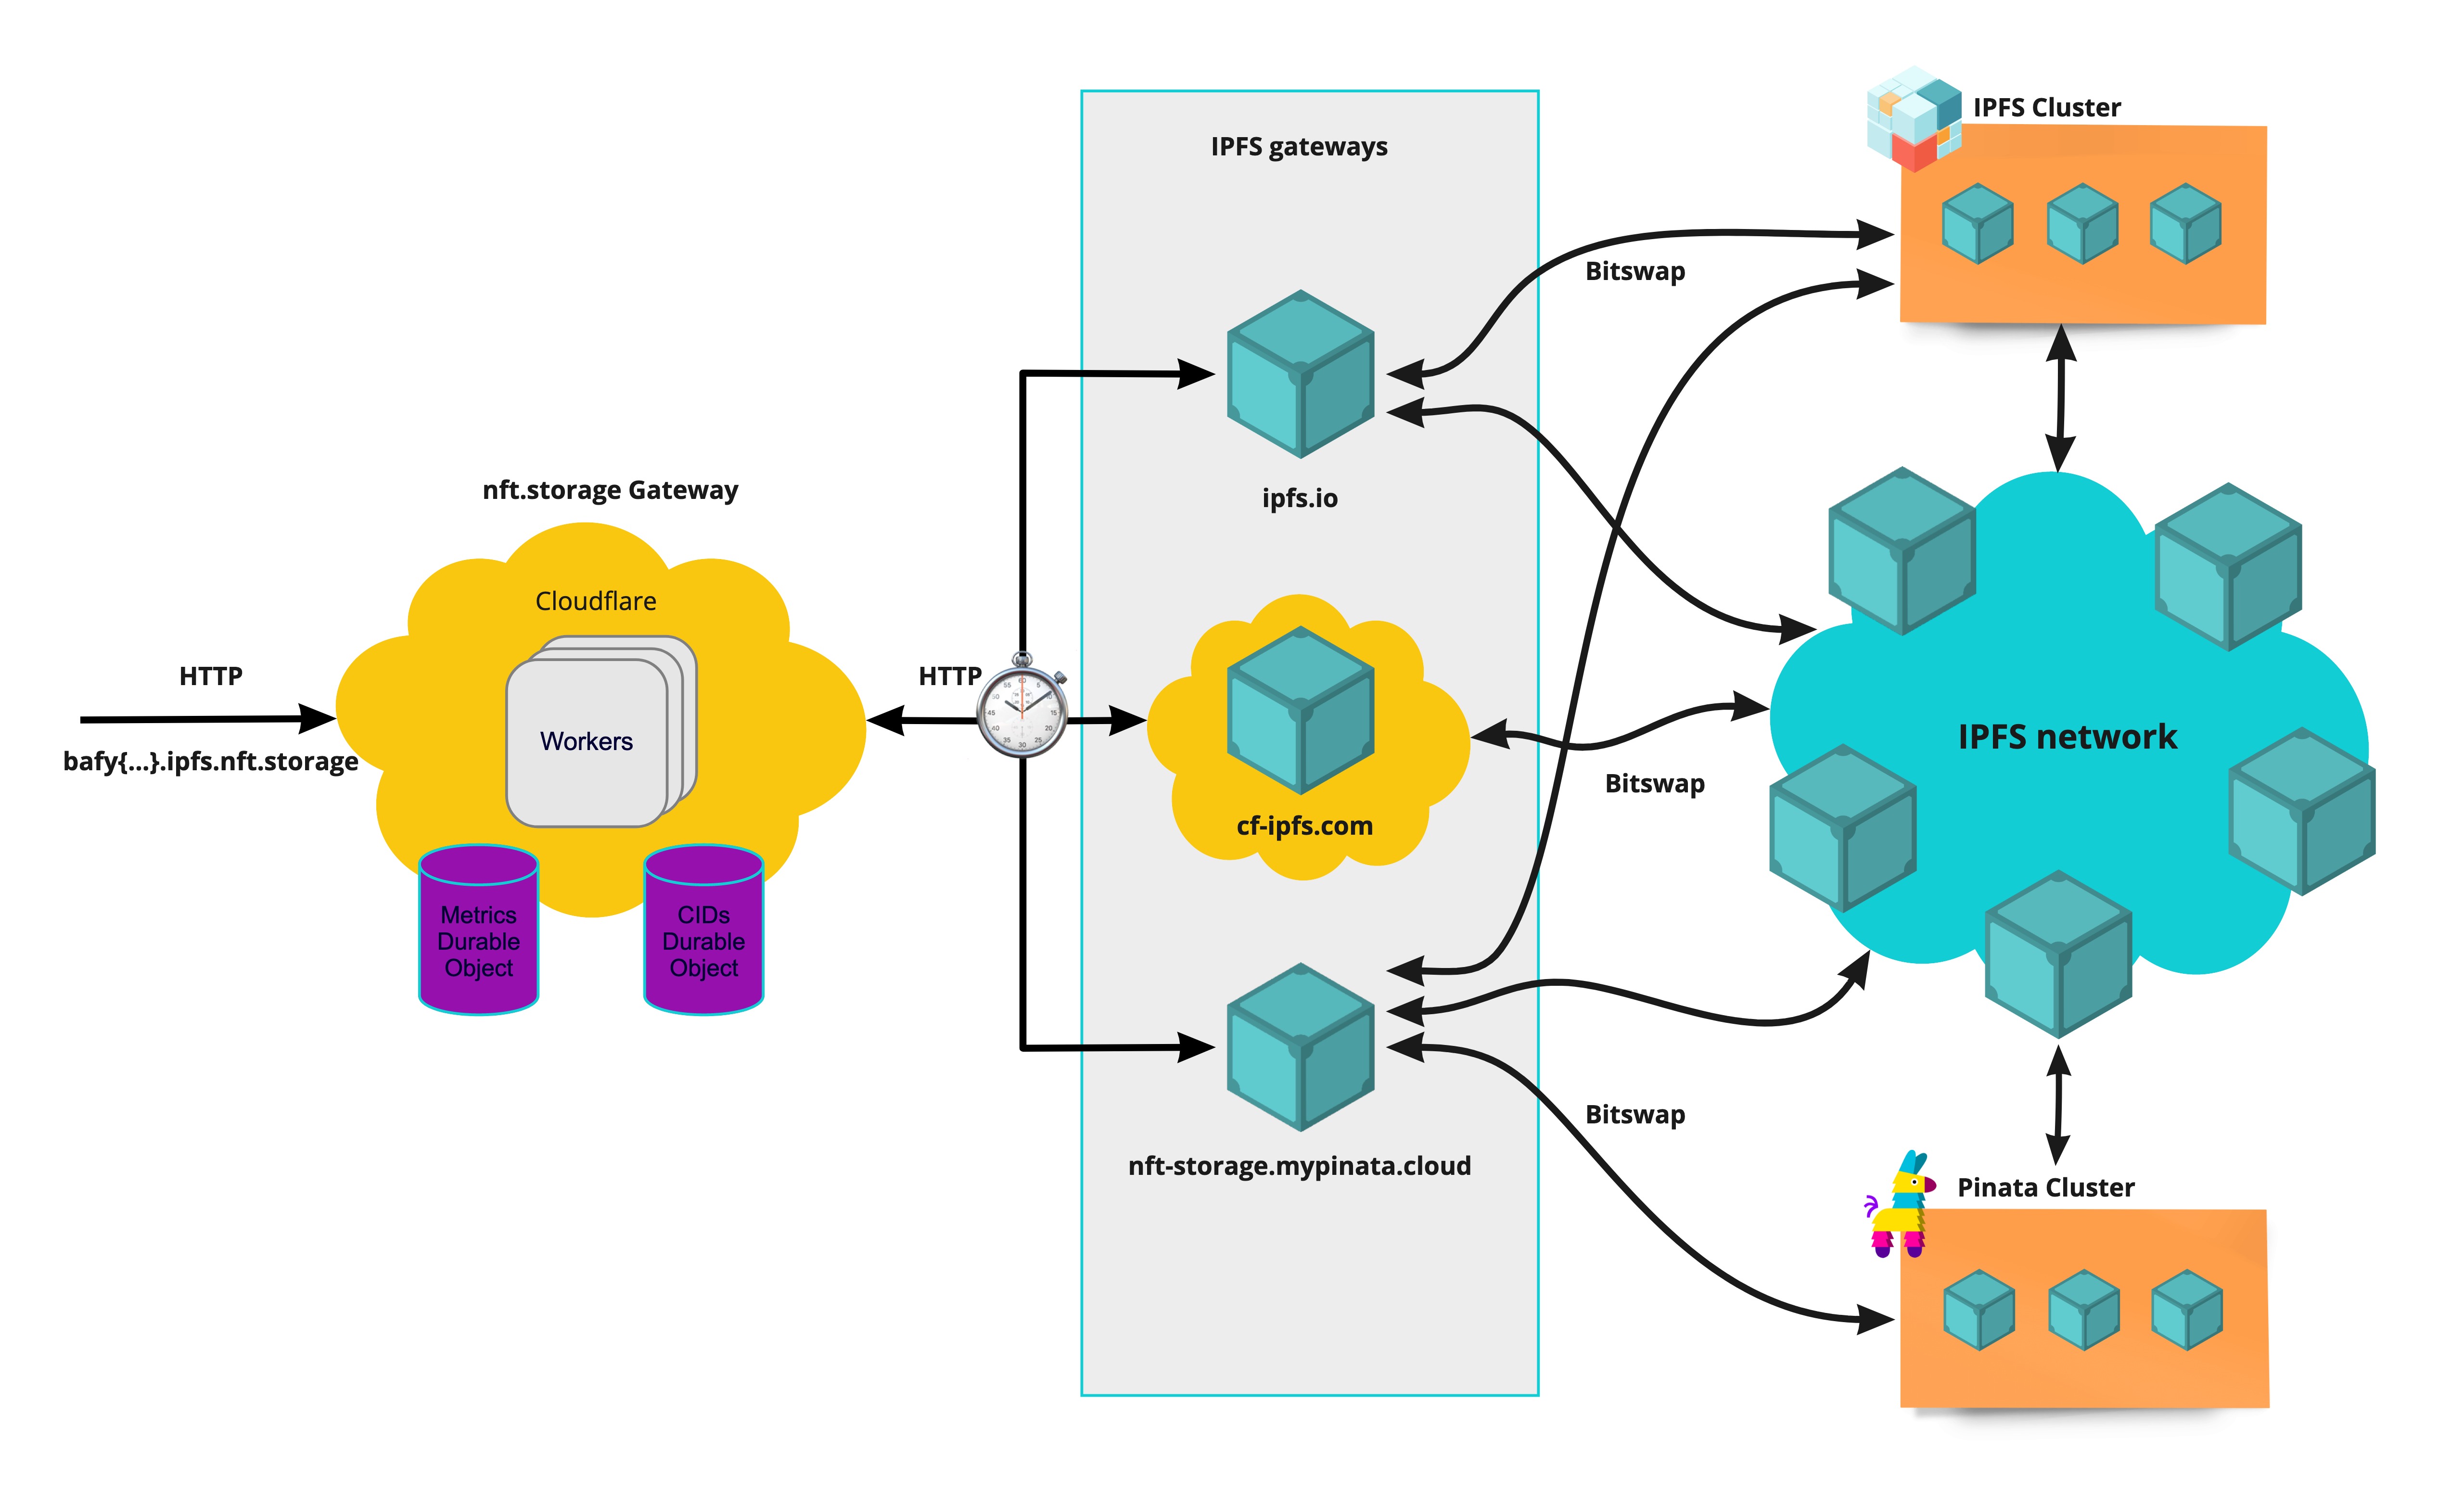 IPFS Cluster
IPFS gateways
Bitswap
nft.storage Gateway
ipfs.io
Cloudflare
HTTP
HTTP
Workers
IPFS network
bafy{...}.ipfs.nft.storage
Bitswap
cf-ipfs.com
Metrics
Durable
Object
CIDs
Durable
Object
Bitswap
nft-storage.mypinata.cloud
Pinata Cluster